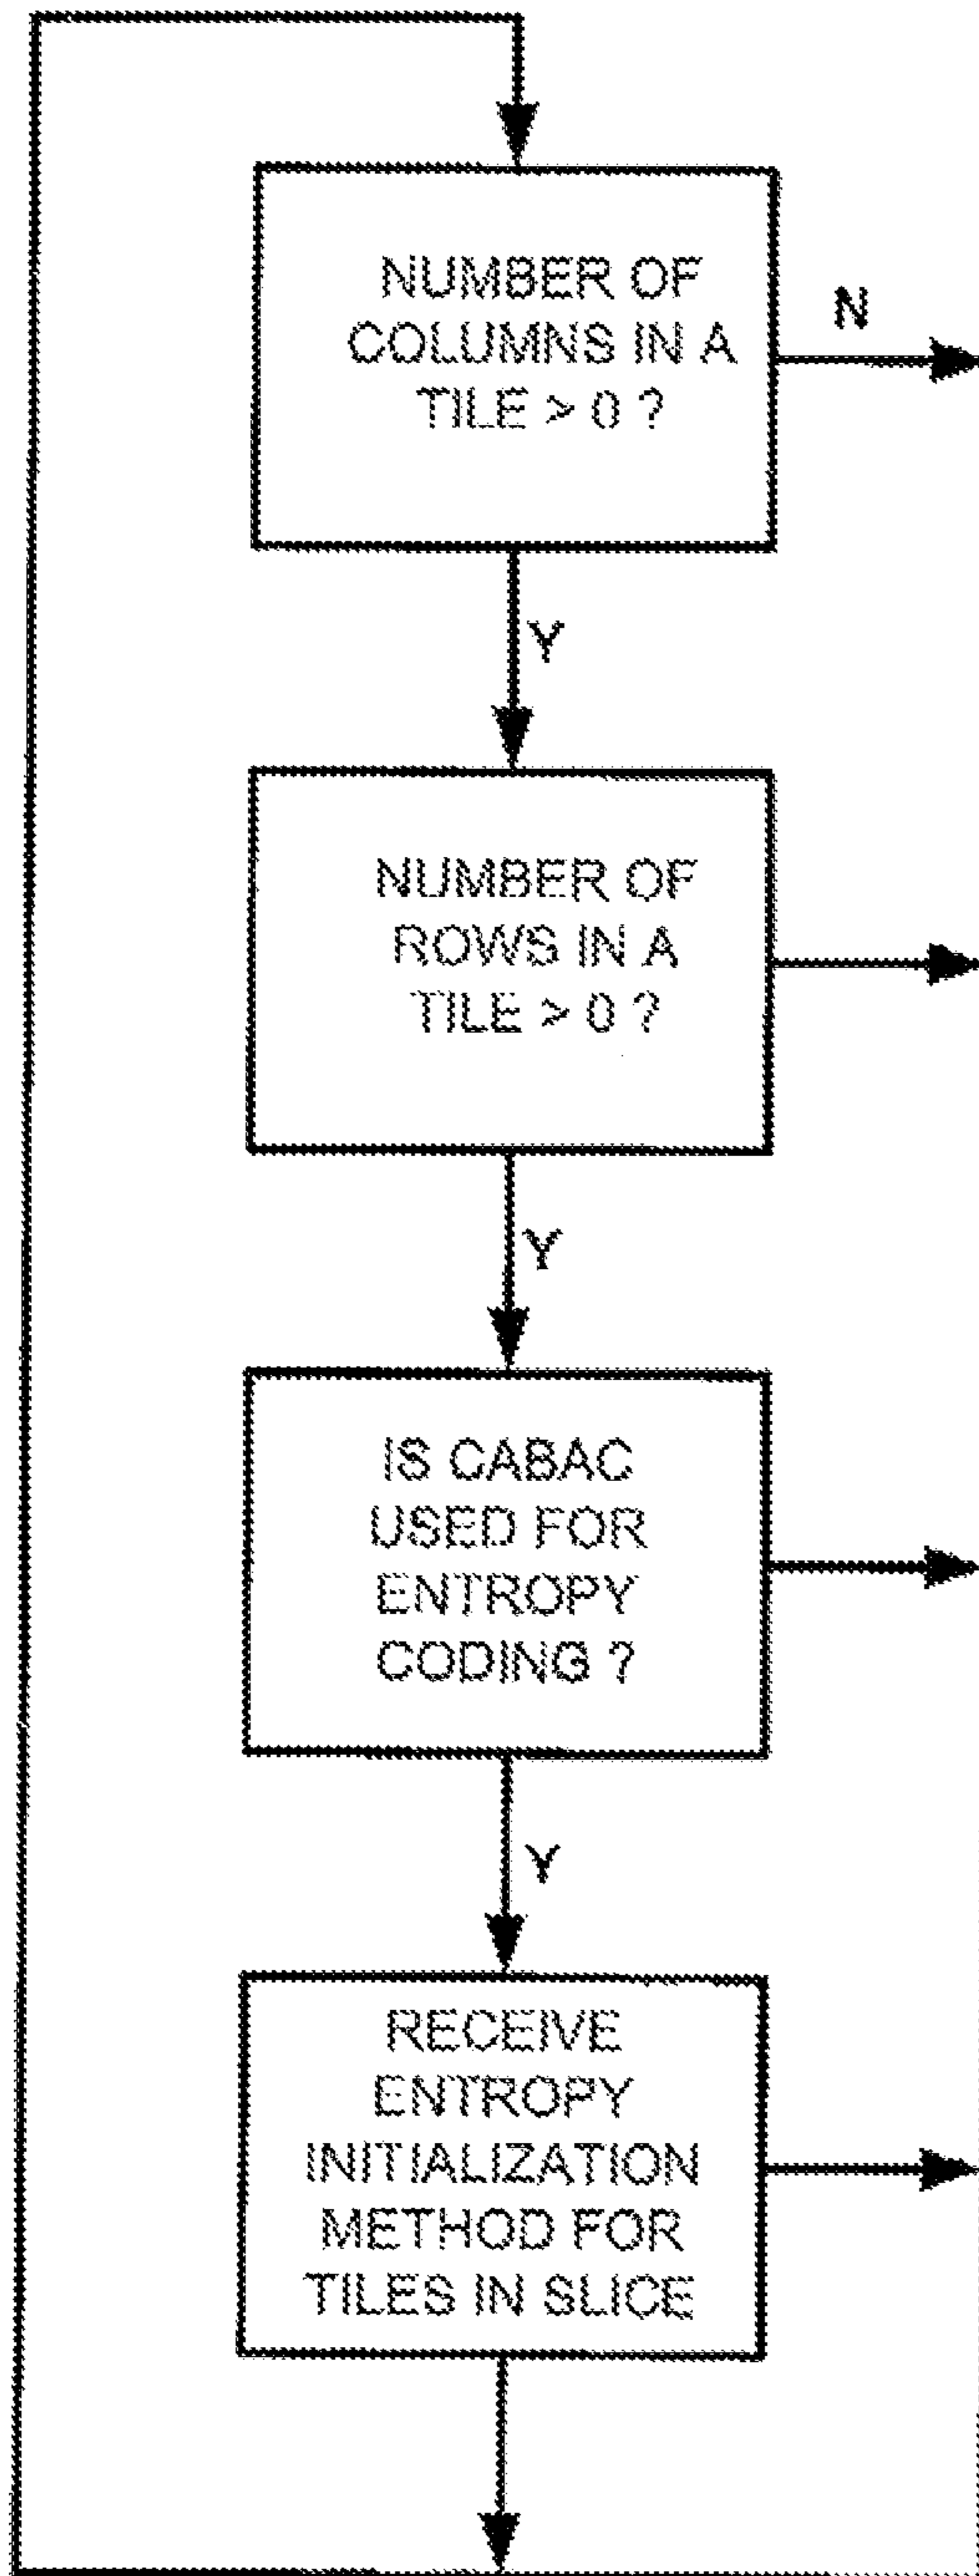 NUMBER OF
COLUMNS IN A
TILE > 0 ?
N
Y
NUMBER OF
ROWS IN A
TILE > 0 ?
Y
IS CABAC
USED FOR
ENTROPY
CODING ?
Y
RECEIVE
ENTROPY
INITIALIZATION
METHOD FOR
TILES IN SLICE